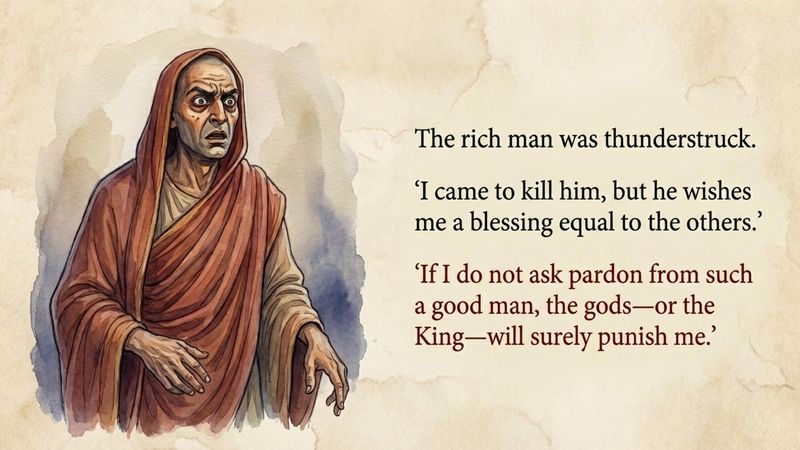 The rich man was thunderstruck.
‘I came to kill him, but he wishes
me a blessing equal to the others.’
‘If I do not ask pardon from such
a good man, the gods—or the
King—will surely punish me.’